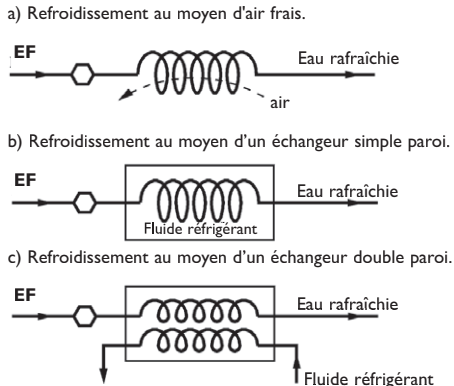 a) Refroidissement au moyen d'air frais.
EF
Eau rafraîchie
air
b) Refroidissement au moyen d’un échangeur simple paroi.
EF
Eau rafraîchie
Fluide réfrigérant
c) Refroidissement au moyen d’un échangeur double paroi.
EF
Eau rafraîchie
Fluide réfrigérant